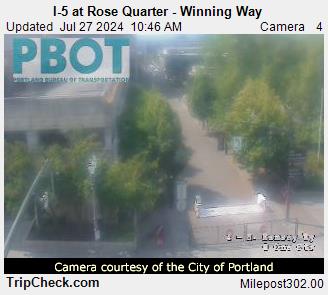 I-5 at Rose Quarter - Winning Way
Updated Jul 27 2024 10:46 AM Camera 4
PBOT
PORTLAND BUREAU OF TRANSPORTATION
Camera courtesy of the City of Portland
TripCheck.com Milepost302.00